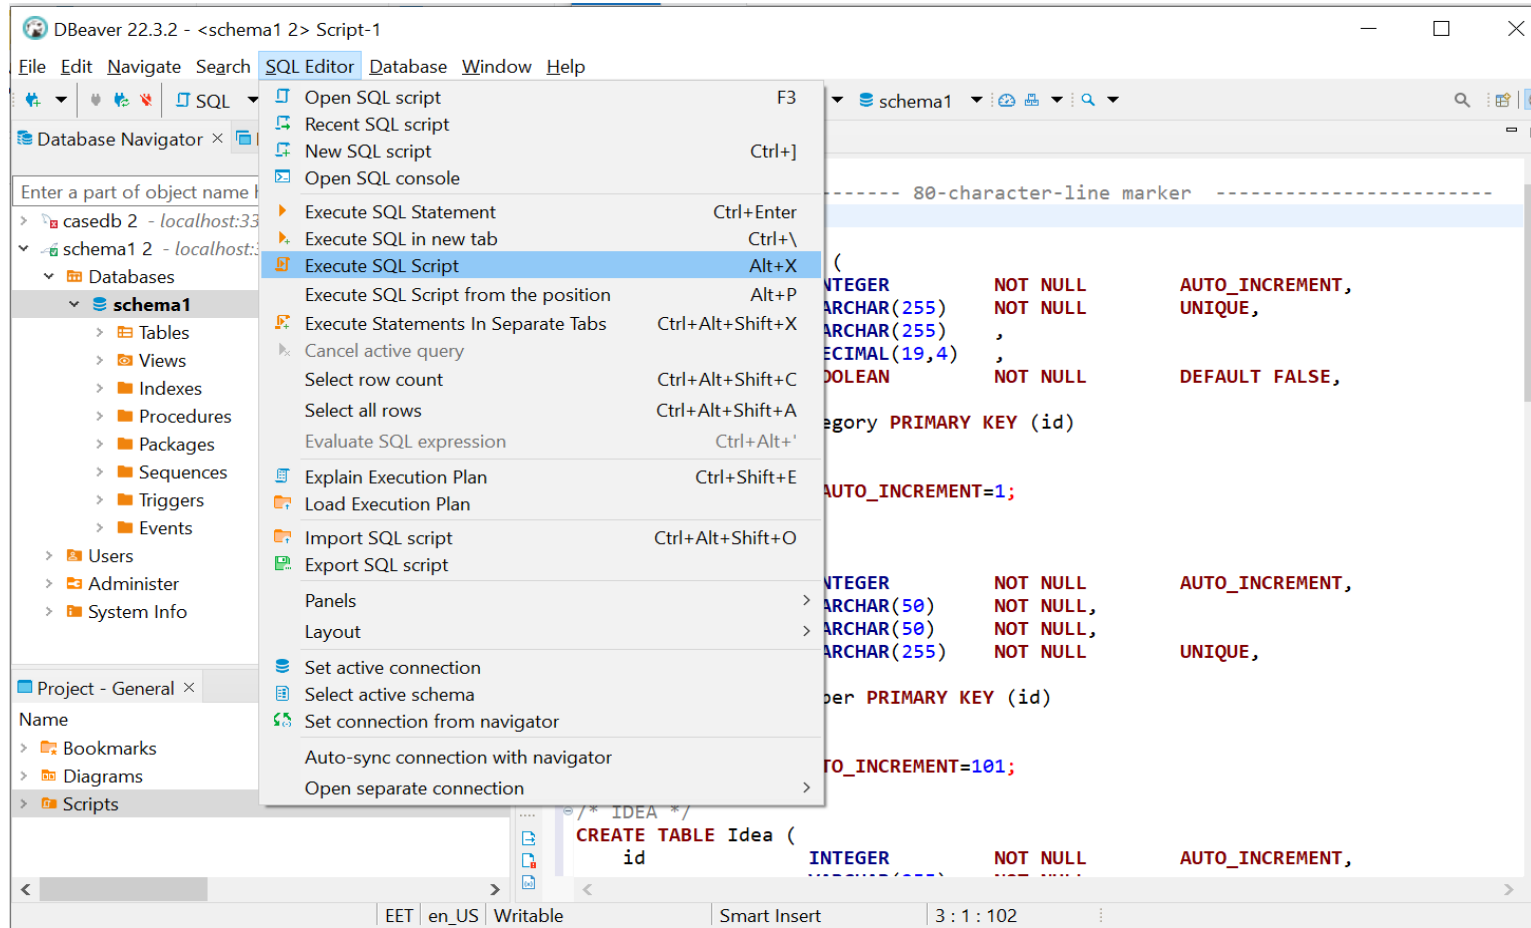 DBeaver 22.3.2 - <schema1 2> Script-1
File Edit Navigate Search SQL Editor Database Window Help
SQL
schema1
Database Navigator
Enter a part of object name
casedb 2 - localhost:33
schema1 2 - localhost:
Databases
schema1
Tables
Views
Indexes
Procedures
Packages
Sequences
Triggers
Events
Users
Administer
System Info
Project - General
Name
Bookmarks
Diagrams
Scripts
Open SQL script F3
Recent SQL script
New SQL script Ctrl+]
Open SQL console
Execute SQL Statement Ctrl+Enter
Execute SQL in new tab Ctrl+\
Execute SQL Script Alt+X
Execute SQL Script from the position Alt+P
Execute Statements In Separate Tabs Ctrl+Alt+Shift+X
Cancel active query
Select row count Ctrl+Alt+Shift+C
Select all rows Ctrl+Alt+Shift+A
Evaluate SQL expression Ctrl+Alt+'
Explain Execution Plan Ctrl+Shift+E
Load Execution Plan
Import SQL script Ctrl+Alt+Shift+O
Export SQL script
Panels
Layout
Set active connection
Select active schema
Set connection from navigator
Auto-sync connection with navigator
Open separate connection
------- 80-character-line marker ------------------------
(
NTEGER NOT NULL AUTO_INCREMENT,
ARCHAR(255) NOT NULL UNIQUE,
ARCHAR(255) ,
ECIMAL(19,4) ,
OOLEAN NOT NULL DEFAULT FALSE,
egory PRIMARY KEY (id)
AUTO_INCREMENT=1;
NTEGER NOT NULL AUTO_INCREMENT,
ARCHAR(50) NOT NULL,
ARCHAR(50) NOT NULL,
ARCHAR(255) NOT NULL UNIQUE,
ber PRIMARY KEY (id)
TO_INCREMENT=101;
/* IDEA */
CREATE TABLE Idea (
id INTEGER NOT NULL AUTO_INCREMENT,
EET en_US Writable Smart Insert 3 : 1 : 102